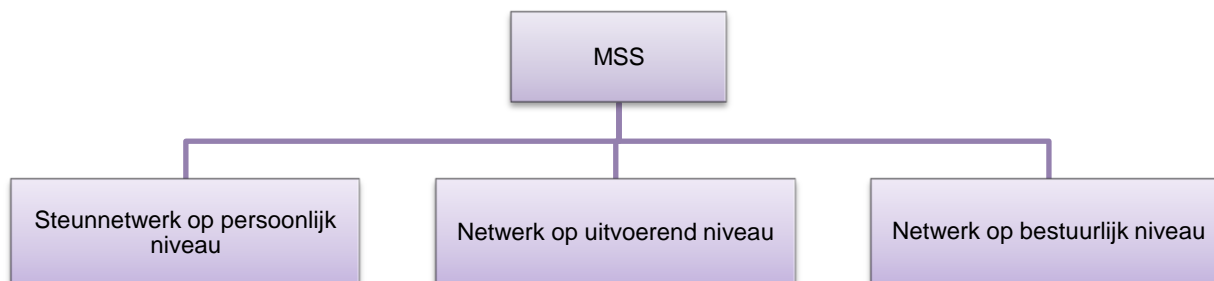 MSS
Steunnetwerk op persoonlijk
niveau
Netwerk op uitvoerend niveau
Netwerk op bestuurlijk niveau